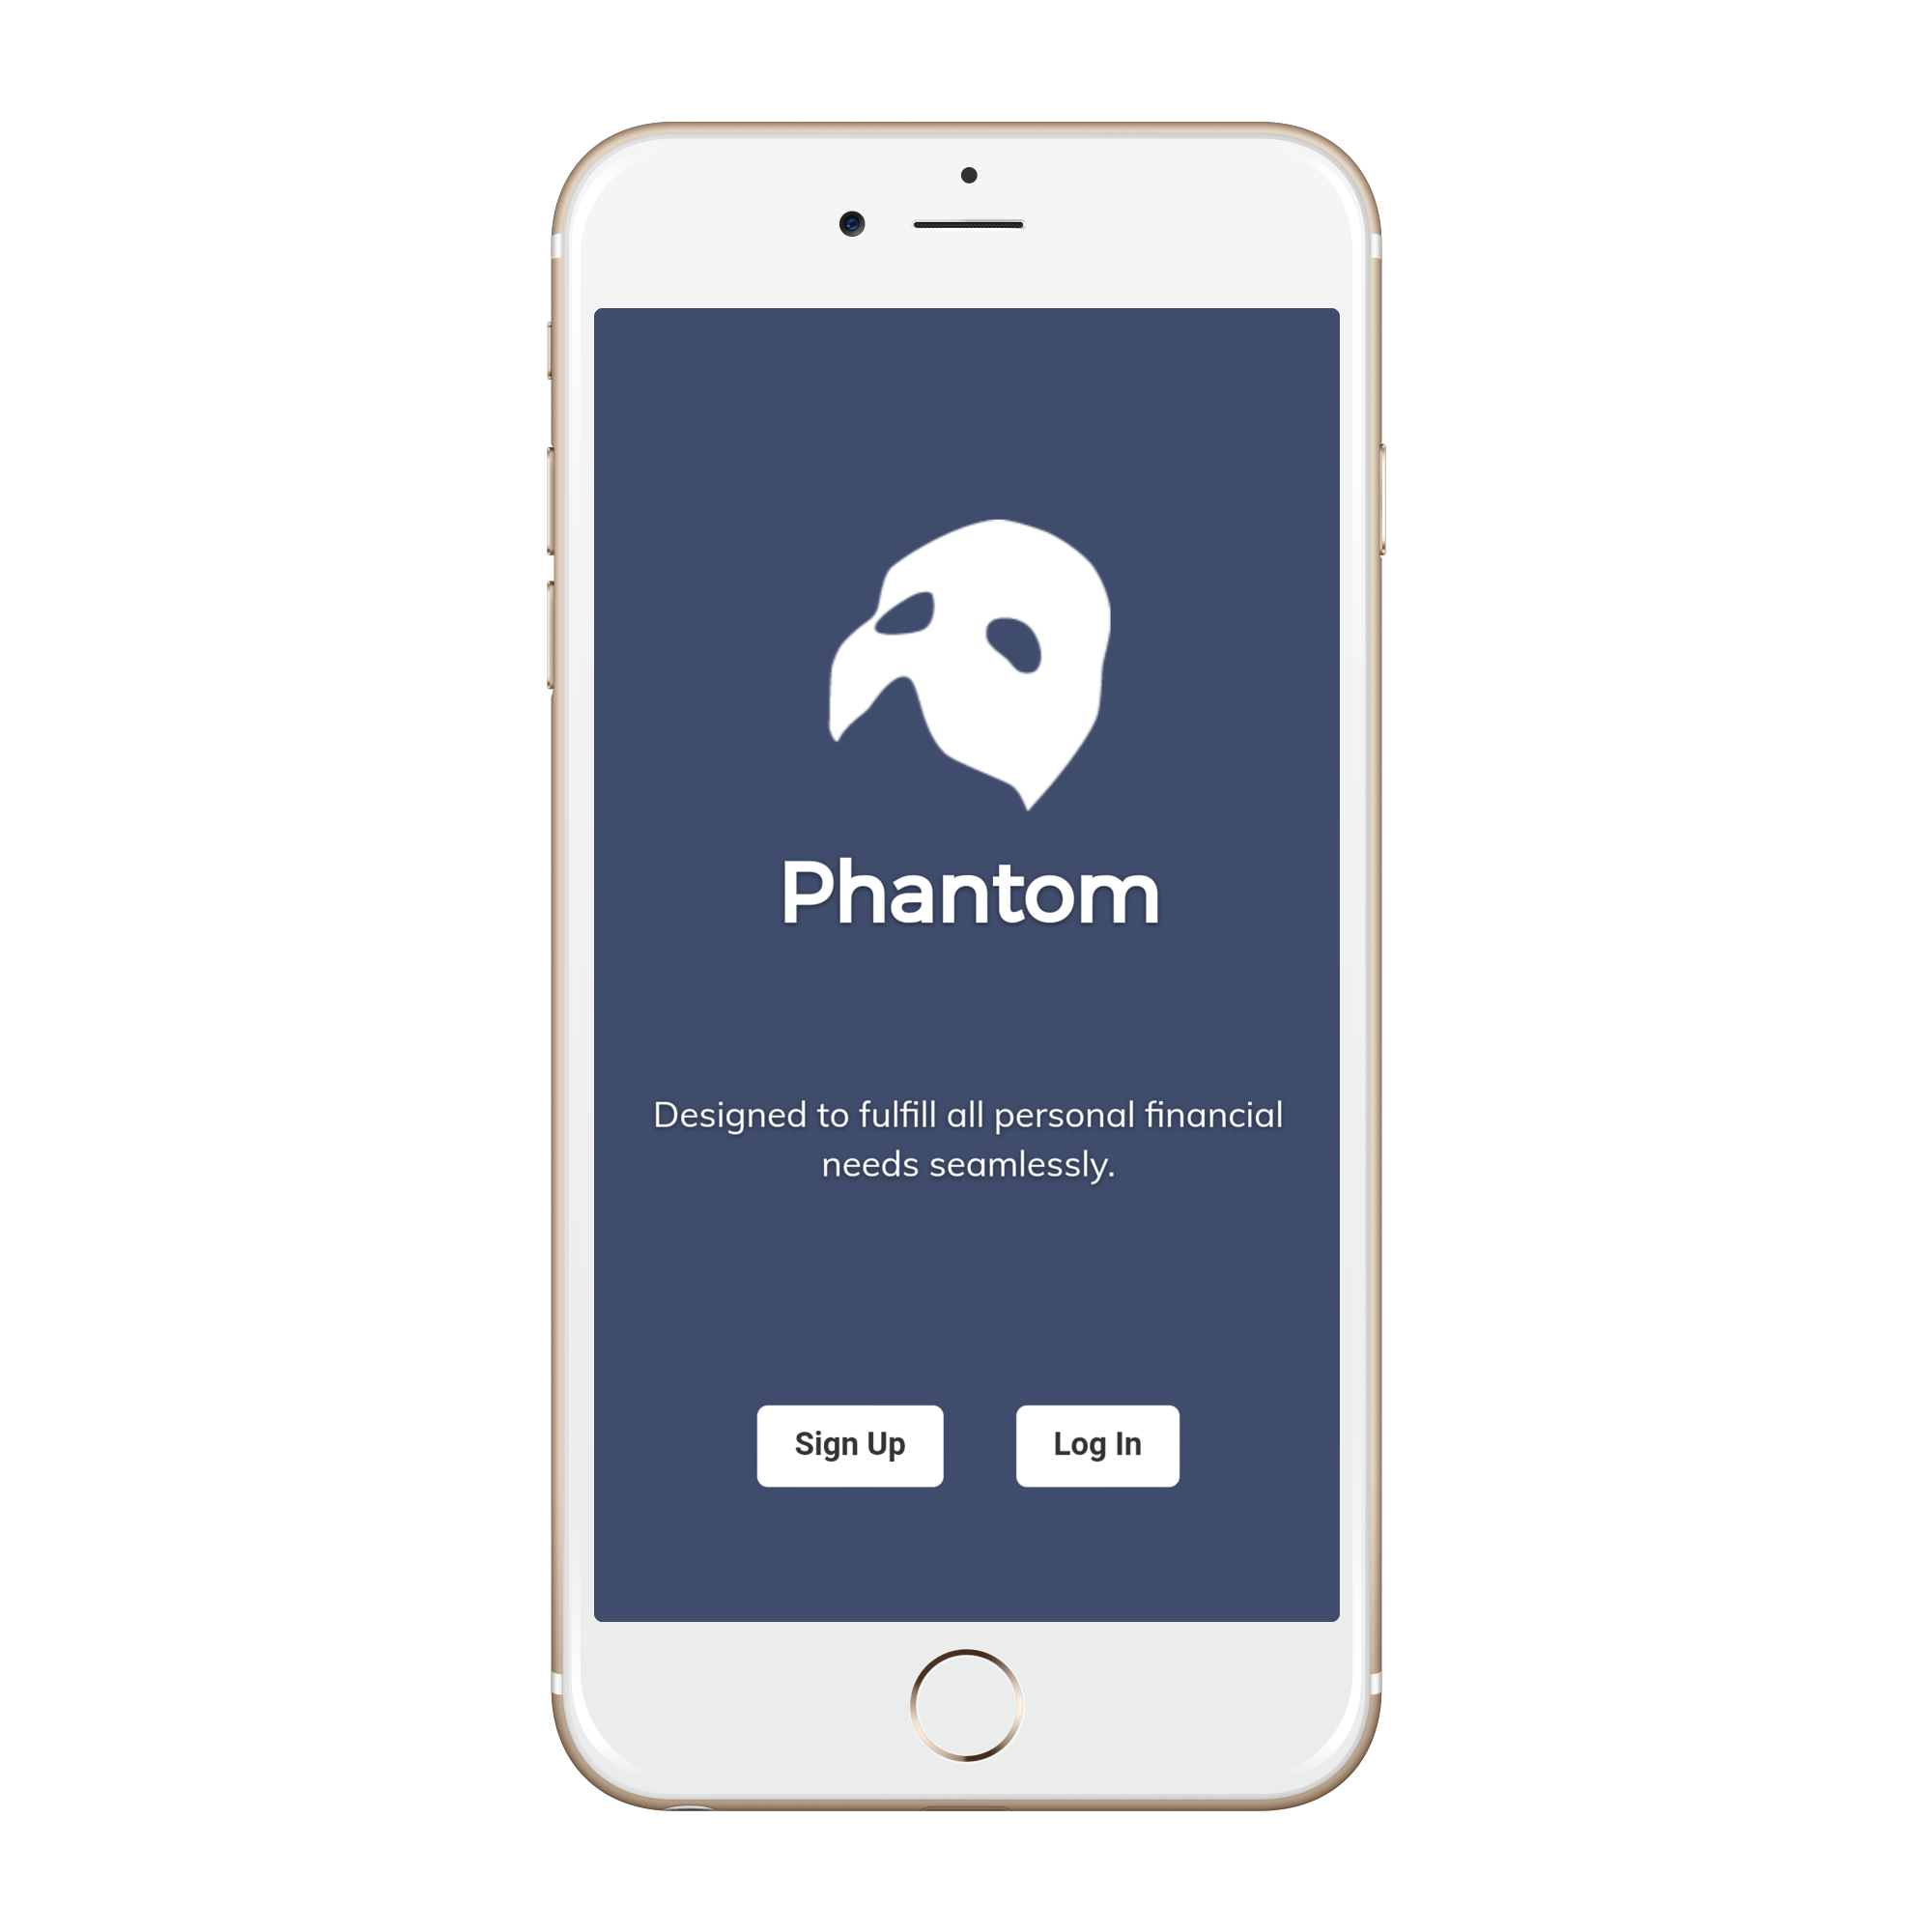 Phantom
Designed to fulfill all personal financial
needs seamlessly.
Sign Up
Log In